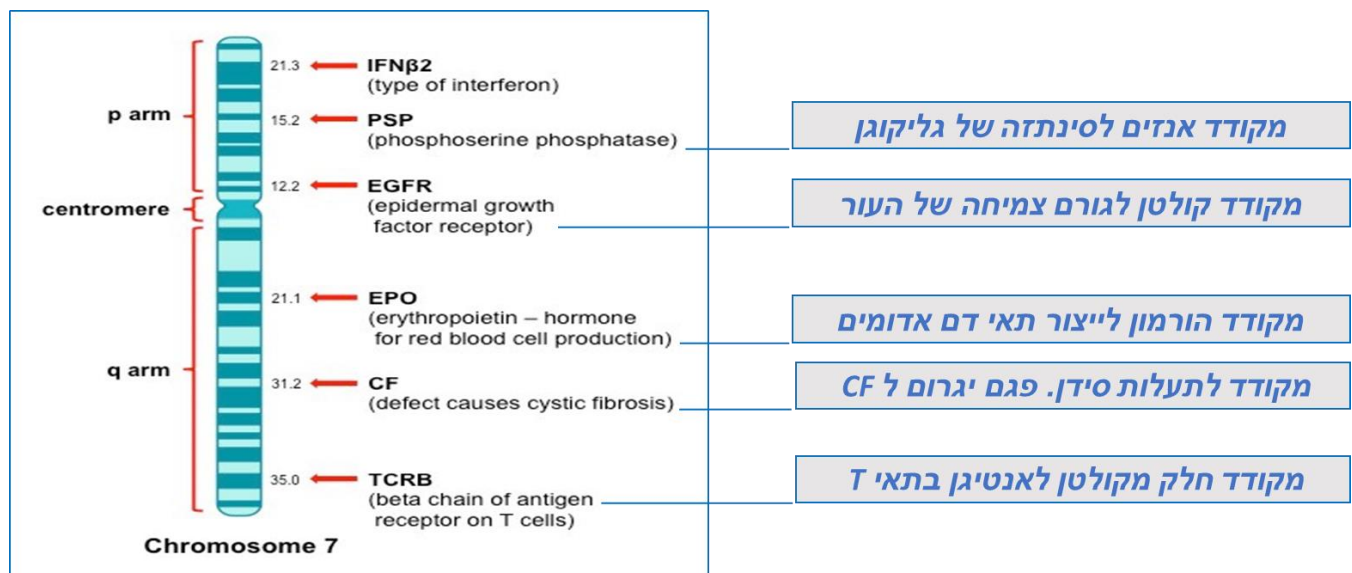 21.3
IFNβ2
(type of interferon)
p arm
15.2
PSP
(phosphoserine phosphatase)
מקודד אנזים לסינתזה של גליקוגן
12.2
EGFR
(epidermal growth
factor receptor)
מקודד קולטן לגורם צמיחה של העור
centromere
21.1
EPO
(erythropoietin – hormone
for red blood cell production)
מקודד הורמון לייצור תאי דם אדומים
q arm
31.2
CF
(defect causes cystic fibrosis)
מקודד לתעלות סידן. פגם יגרום ל CF
35.0
TCRB
(beta chain of antigen
receptor on T cells)
מקודד חלק מקולטן לאנטיגן בתאי T
Chromosome 7